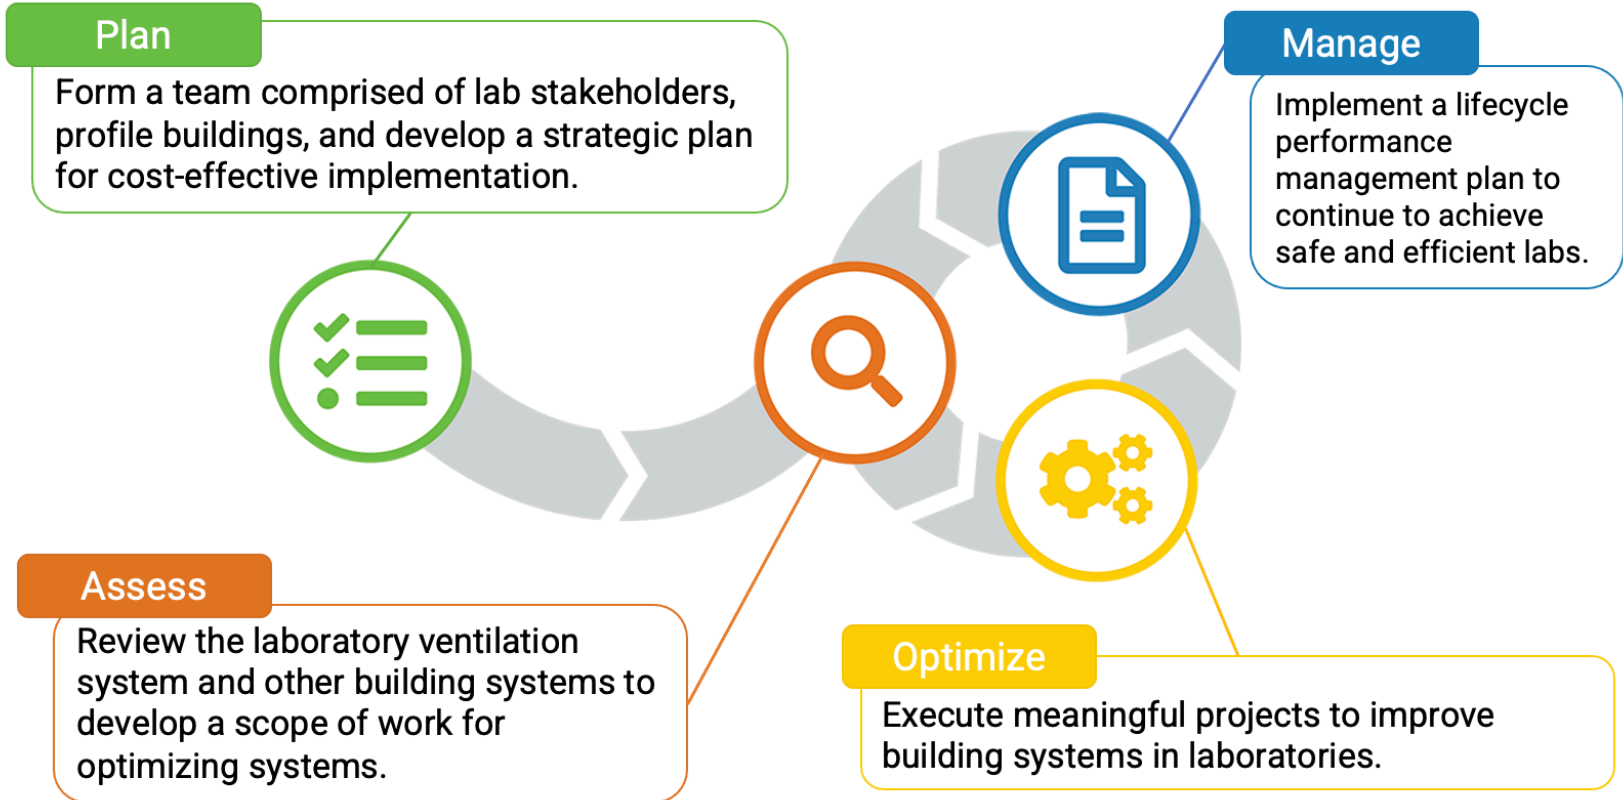 Plan
Form a team comprised of lab stakeholders,
profile buildings, and develop a strategic plan
for cost-effective implementation.
Manage
Implement a lifecycle
performance
management plan to
continue to achieve
safe and efficient labs.
Assess
Review the laboratory ventilation
system and other building systems to
develop a scope of work for
optimizing systems.
Optimize
Execute meaningful projects to improve
building systems in laboratories.